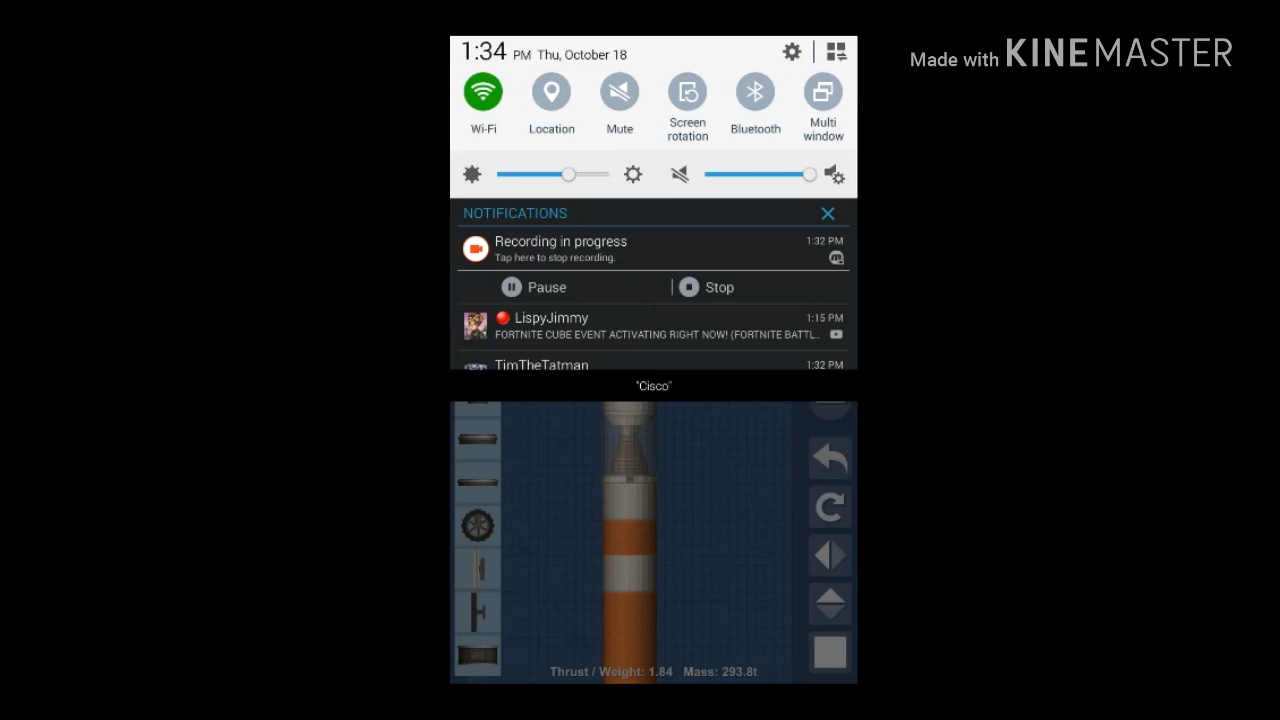 Made with KINEMASTER
1:34 PM Thu, October 18
Wi-Fi
Location
Mute
Screen
rotation
Bluetooth
Multi
window
NOTIFICATIONS
Recording in progress
1:32 PM
Tap here to stop recording.
Pause
Stop
LispyJimmy
1:15 PM
FORTNITE CUBE EVENT ACTIVATING RIGHT NOW! (FORTNITE BATTL..
TimTheTatman
1:32 PM
"Cisco"
Thrust / Weight: 1.84 Mass: 293.8t